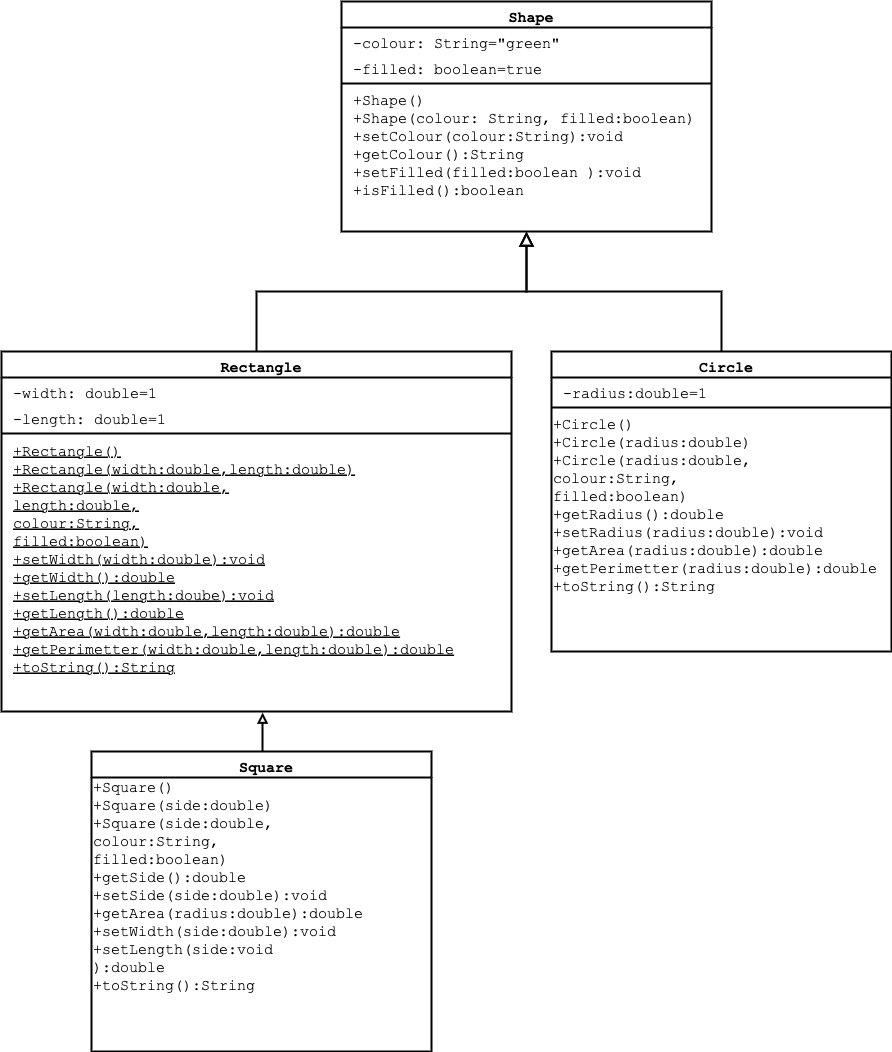 Shape
-colour: String="green"
-filled: boolean=true
+Shape()
+Shape(colour: String, filled:boolean)
+setColour(colour:String):void
+getColour():String
+setFilled(filled:boolean ):void
+isFilled():boolean
Rectangle
-width: double=1
-length: double=1
+Rectangle()
+Rectangle(width:double,length:double)
+Rectangle(width:double,
length:double,
colour:String,
filled:boolean)
+setWidth(width:double):void
+getWidth():double
+setLength(length:doube):void
+getLength():double
+getArea(width:double,length:double):double
+getPerimetter(width:double,length:double):double
+toString():String
Circle
-radius:double=1
+Circle()
+Circle(radius:double)
+Circle(radius:double,
colour:String,
filled:boolean)
+getRadius():double
+setRadius(radius:double):void
+getArea(radius:double):double
+getPerimetter(radius:double):double
+toString():String
Square
+Square()
+Square(side:double)
+Square(side:double,
colour:String,
filled:boolean)
+getSide():double
+setSide(side:double):void
+getArea(radius:double):double
+setWidth(side:double):void
+setLength(side:void
):double
+toString():String